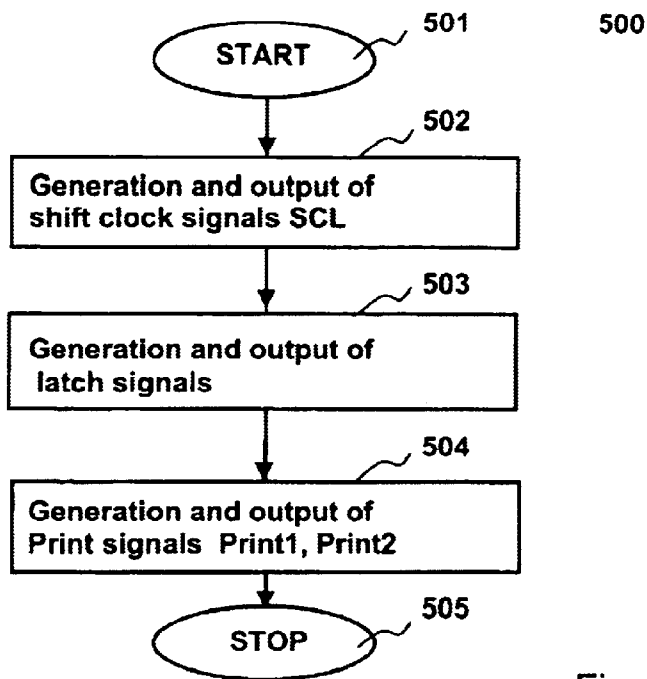 501 500
START
502
Generation and output of
shift clock signals SCL
503
Generation and output of
latch signals
504
Generation and output of
Print signals Print1, Print2
505
STOP